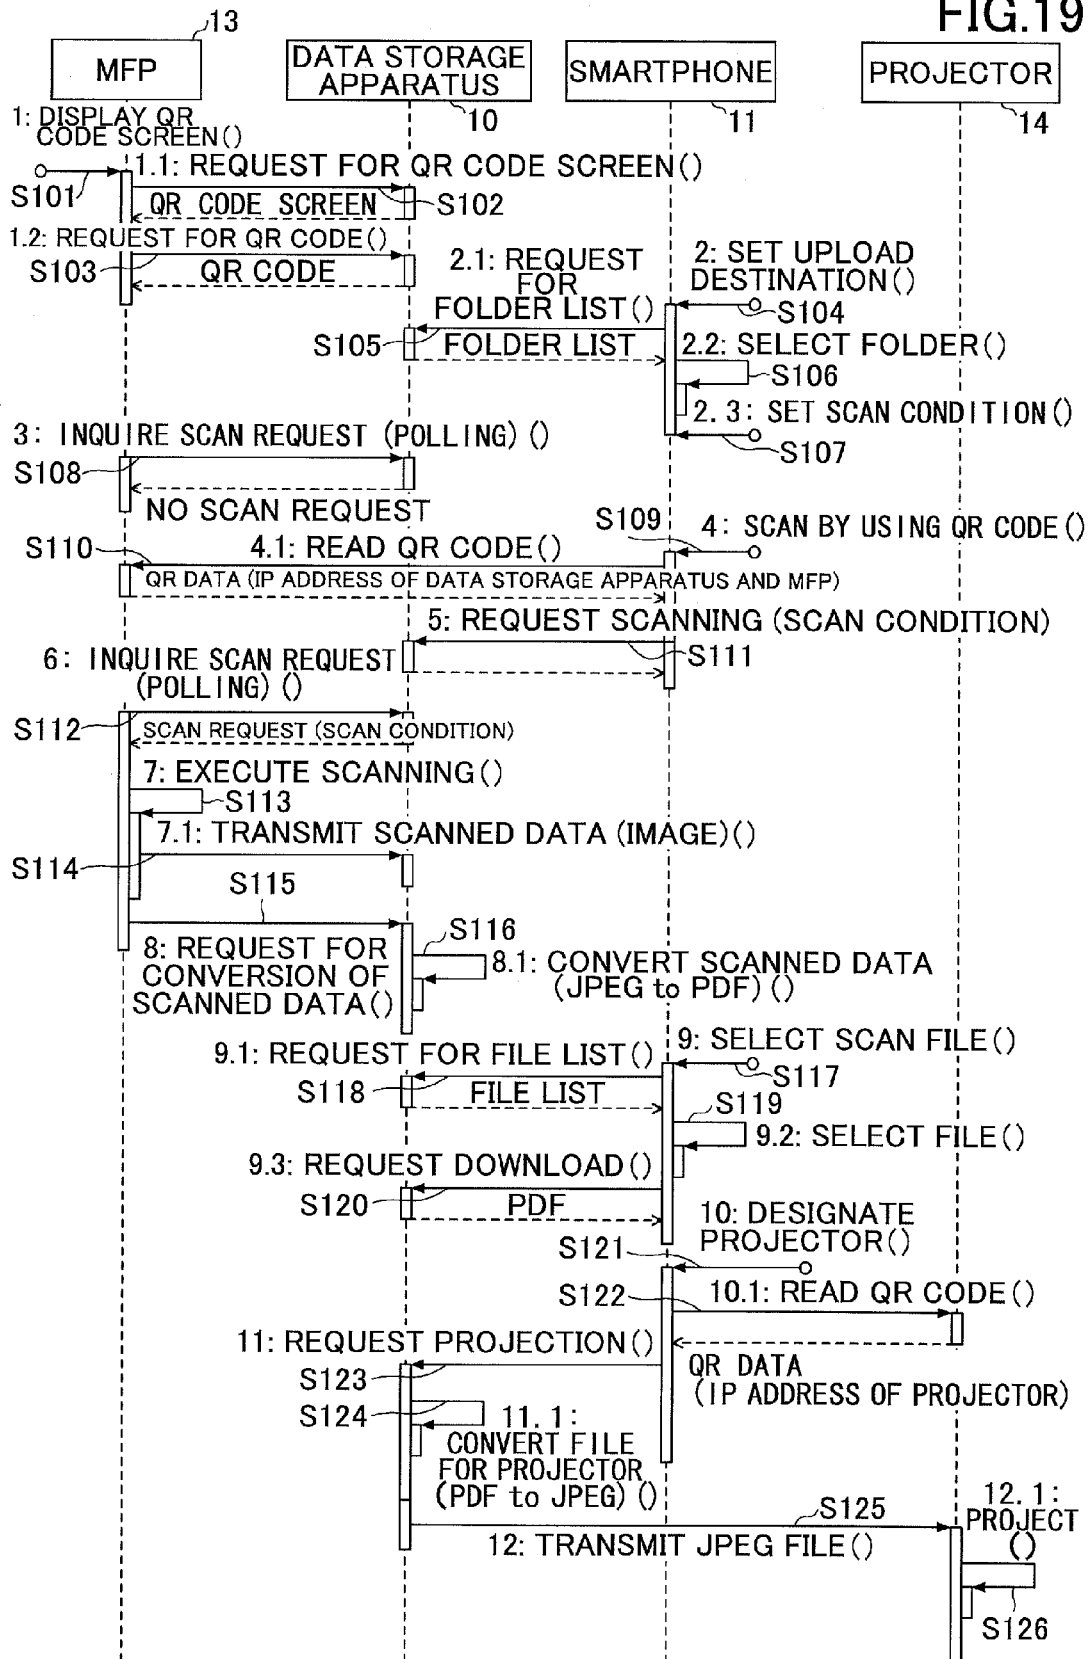 FIG.19
13
MFP
DATA STORAGE
APPARATUS
10
SMARTPHONE
11
PROJECTOR
14
1: DISPLAY QR
CODE SCREEN()
S101
1.1: REQUEST FOR QR CODE SCREEN()
QR CODE SCREEN
S102
1.2: REQUEST FOR QR CODE()
S103
QR CODE
2.1: REQUEST
FOR
FOLDER LIST()
2: SET UPLOAD
DESTINATION()
S104
S105
FOLDER LIST
2.2: SELECT FOLDER()
S106
2.3: SET SCAN CONDITION()
S107
3: INQUIRE SCAN REQUEST (POLLING) ()
S108
NO SCAN REQUEST
S109
4: SCAN BY USING QR CODE()
S110
4.1: READ QR CODE()
QR DATA (IP ADDRESS OF DATA STORAGE APPARATUS AND MFP)
5: REQUEST SCANNING (SCAN CONDITION)
S111
6: INQUIRE SCAN REQUEST
(POLLING) ()
S112
SCAN REQUEST (SCAN CONDITION)
7: EXECUTE SCANNING()
S113
7.1: TRANSMIT SCANNED DATA (IMAGE)()
S114
S115
8: REQUEST FOR
CONVERSION OF
SCANNED DATA()
S116
8.1: CONVERT SCANNED DATA
(JPEG to PDF) ()
9: SELECT SCAN FILE()
S117
9.1: REQUEST FOR FILE LIST()
S118
FILE LIST
S119
9.2: SELECT FILE()
9.3: REQUEST DOWNLOAD()
S120
PDF
10: DESIGNATE
PROJECTOR()
S121
S122
10.1: READ QR CODE()
QR DATA
(IP ADDRESS OF PROJECTOR)
11: REQUEST PROJECTION()
S123
S124
11.1:
CONVERT FILE
FOR PROJECTOR
(PDF to JPEG) ()
S125
12: TRANSMIT JPEG FILE()
12.1:
PROJECT
()
S126